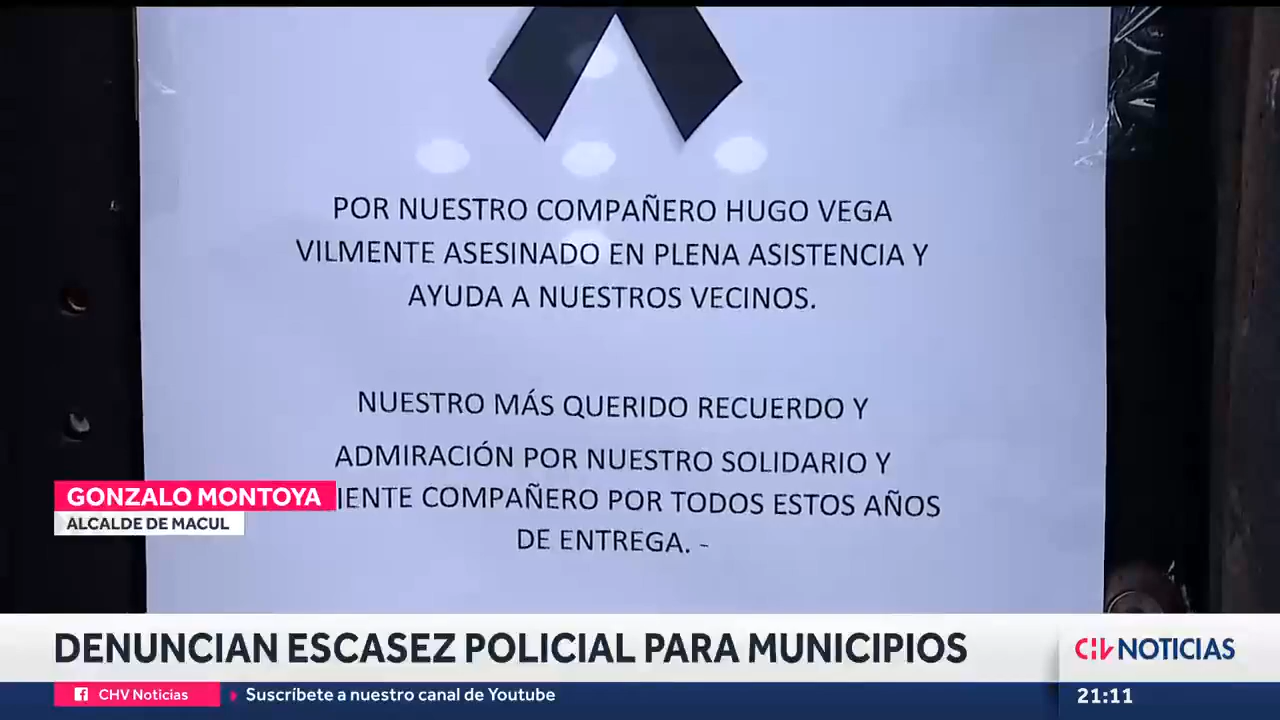 POR NUESTRO COMPAÑERO HUGO VEGA
VILMENTE ASESINADO EN PLENA ASISTENCIA Y
AYUDA A NUESTROS VECINOS.
NUESTRO MÁS QUERIDO RECUERDO Y
ADMIRACIÓN POR NUESTRO SOLIDARIO Y
COMPAÑERO POR TODOS ESTOS AÑOS
DE ENTREGA. -
GONZALO MONTOYA
ALCALDE DE MACUL
DENUNCIAN ESCASEZ POLICIAL PARA MUNICIPIOS
CHV NOTICIAS
CHV Noticias
Suscríbete a nuestro canal de Youtube
21:11